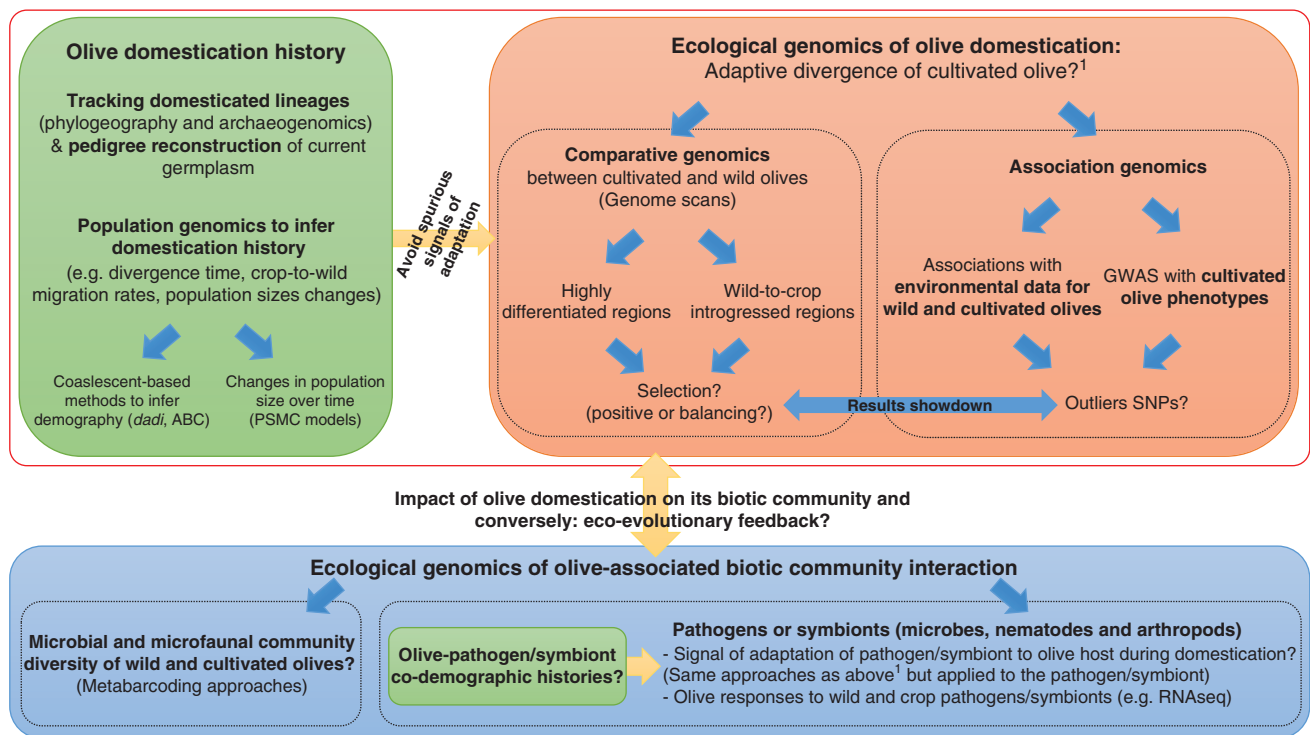 Olive domestication history
Tracking domesticated lineages
(phylogeography and archaeogenomics)
& pedigree reconstruction of current
germplasm
Population genomics to infer
domestication history
(e.g. divergence time, crop-to-wild
migration rates, population sizes changes)
Coaslescent-based
methods to infer
demography (dadi, ABC)
Changes in population
size over time
(PSMC models)
Avoid spurious
signals of
adaptation
Ecological genomics of olive domestication:
Adaptive divergence of cultivated olive?1
Comparative genomics
between cultivated and wild olives
(Genome scans)
Highly
differentiated regions
Wild-to-crop
introgressed regions
Selection?
(positive or balancing?)
Results showdown
Association genomics
Associations with
environmental data for
wild and cultivated olives
GWAS with cultivated
olive phenotypes
Outliers SNPs?
Impact of olive domestication on its biotic community and
conversely: eco-evolutionary feedback?
Ecological genomics of olive-associated biotic community interaction
Microbial and microfaunal community
diversity of wild and cultivated olives?
(Metabarcoding approaches)
Olive-pathogen/symbiont
co-demographic histories?
Pathogens or symbionts (microbes, nematodes and arthropods)
- Signal of adaptation of pathogen/symbiont to olive host during domestication?
(Same approaches as above1 but applied to the pathogen/symbiont)
- Olive responses to wild and crop pathogens/symbionts (e.g. RNAseq)